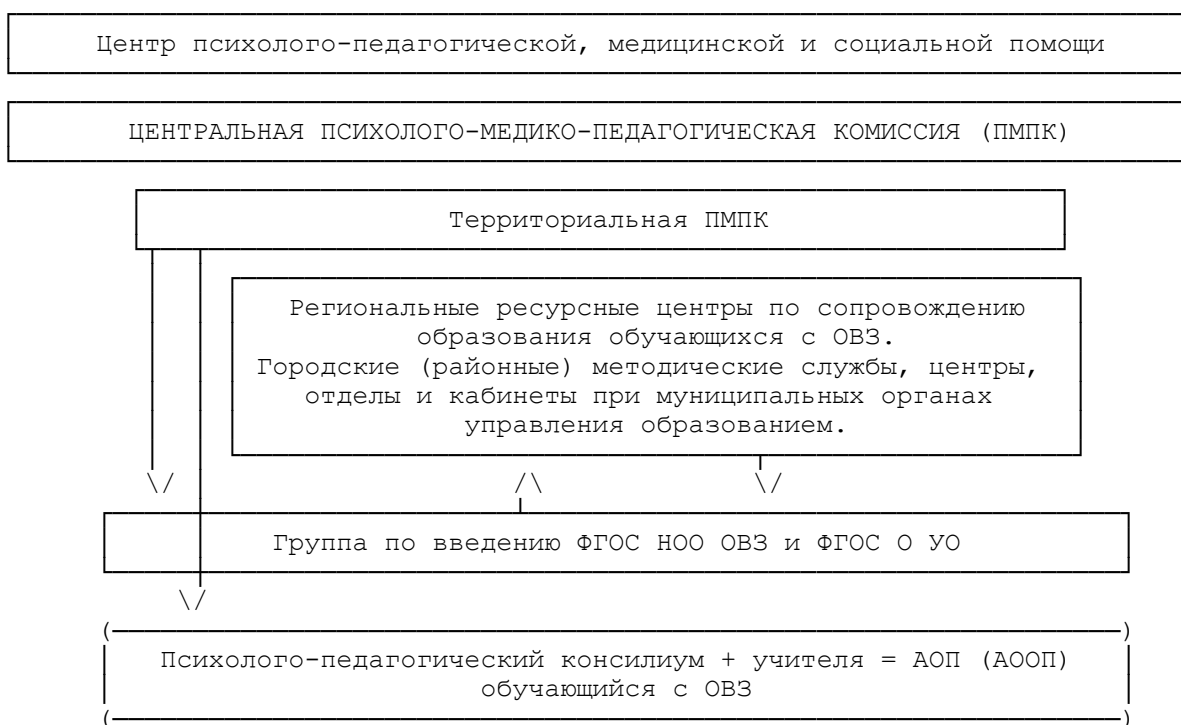 Центр психолого-педагогической, медицинской и социальной помощи
ЦЕНТРАЛЬНАЯ ПСИХОЛОГО-МЕДИКО-ПЕДАГОГИЧЕСКАЯ КОМИССИЯ (ПМПК)
Территориальная ПМПК
Региональные ресурсные центры по сопровождению
образования обучающихся с ОВЗ.
Городские (районные) методические службы, центры,
отделы и кабинеты при муниципальных органах
управления образованием.
Группа по введению ФГОС НОО ОВЗ и ФГОС О УО
Психолого-педагогический консилиум + учителя = АОП (АООП)
обучающийся с ОВЗ